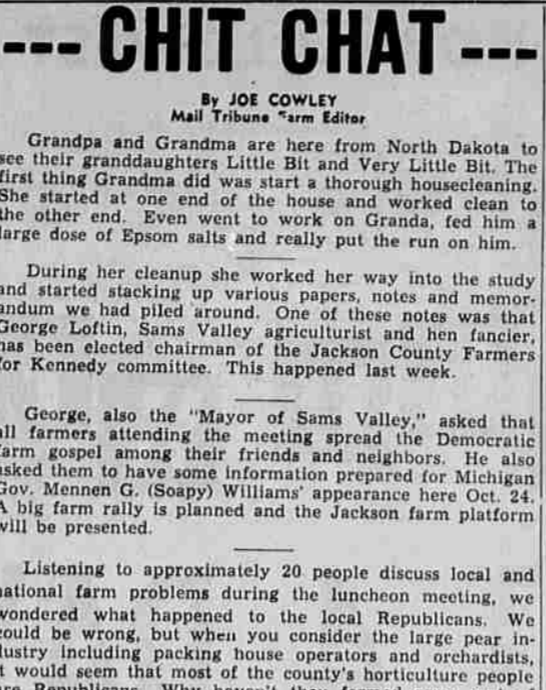 --- CHIT CHAT ---
By JOE COWLEY
Mail Tribune Farm Editor
Grandpa and Grandma are here from North Dakota to
see their granddaughters Little Bit and Very Little Bit. The
first thing Grandma did was start a thorough housecleaning.
She started at one end of the house and worked clean to
the other end. Even went to work on Granda, fed him a
large dose of Epsom salts and really put the run on him.
During her cleanup she worked her way into the study
and started stacking up various papers, notes and memor-
andum we had piled around. One of these notes was that
George Loftin, Sams Valley agriculturist and hen fancier,
has been elected chairman of the Jackson County Farmers
for Kennedy committee. This happened last week.
George, also the "Mayor of Sams Valley," asked that
all farmers attending the meeting spread the Democratic
farm gospel among their friends and neighbors. He also
asked them to have some information prepared for Michigan
Gov. Mennen G. (Soapy) Williams' appearance here Oct. 24.
A big farm rally is planned and the Jackson farm platform
will be presented.
Listening to approximately 20 people discuss local and
national farm problems during the luncheon meeting, we
wondered what happened to the local Republicans. We
could be wrong, but when you consider the large pear in-
dustry including packing house operators and orchardists,
it would seem that most of the county's horticulture people
are Republicans. Why haven't they